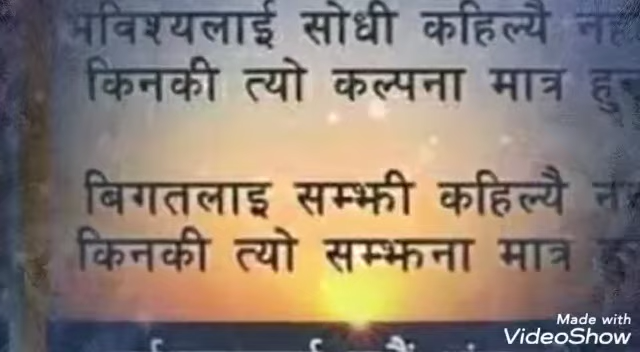 भविश्यलाई सोधी कहिल्यै
किनकी त्यो कल्पना मात्र
बिगतलाइ सम्झी कहिल्यै
किनकी त्यो सम्झना मात्र
Made with
VideoShow